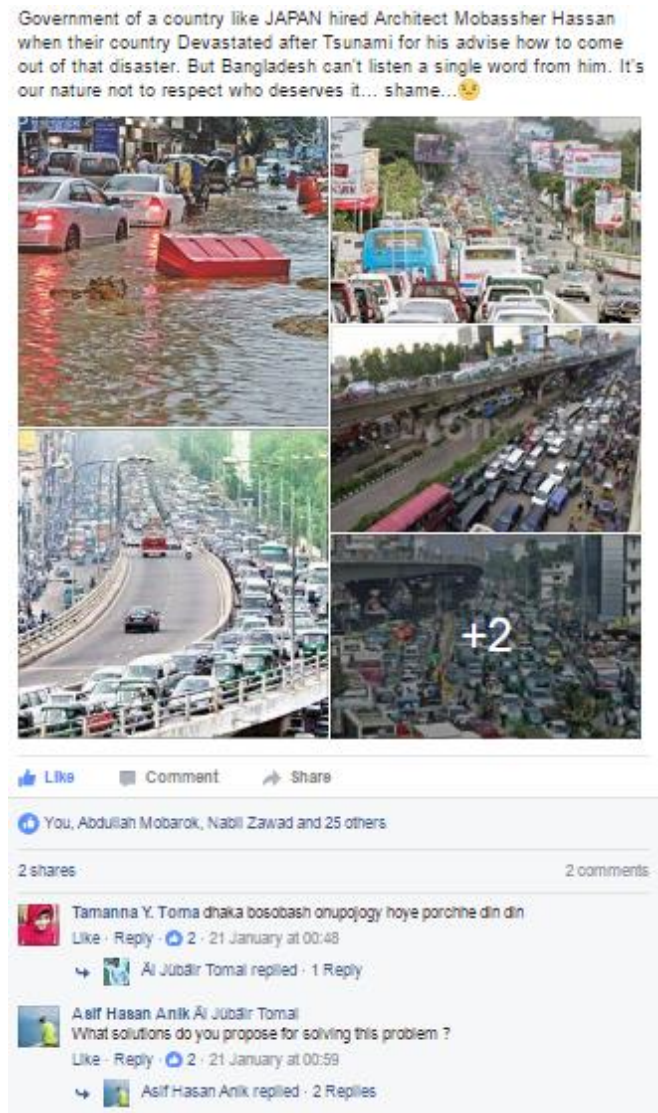 Government of a country like JAPAN hired Architect Mobassher Hassan
when their country Devastated after Tsunami for his advise how to come
out of that disaster. But Bangladesh can't listen a single word from him. It's
our nature not to respect who deserves it... shame...😒
+2
Like Comment Share
You, Abdullah Mobarok, Nabil Zawad and 25 others
2 shares 2 comments
Tamanna Y. Toma dhaka bosobash onupojogy hoye porchhe din din
Like · Reply · 2 · 21 January at 00:48
Äl Jübäir Tomal replied · 1 Reply
Asif Hasan Anik Äl Jübäir Tomal
What solutions do you propose for solving this problem ?
Like · Reply · 2 · 21 January at 00:59
Asif Hasan Anik replied · 2 Replies